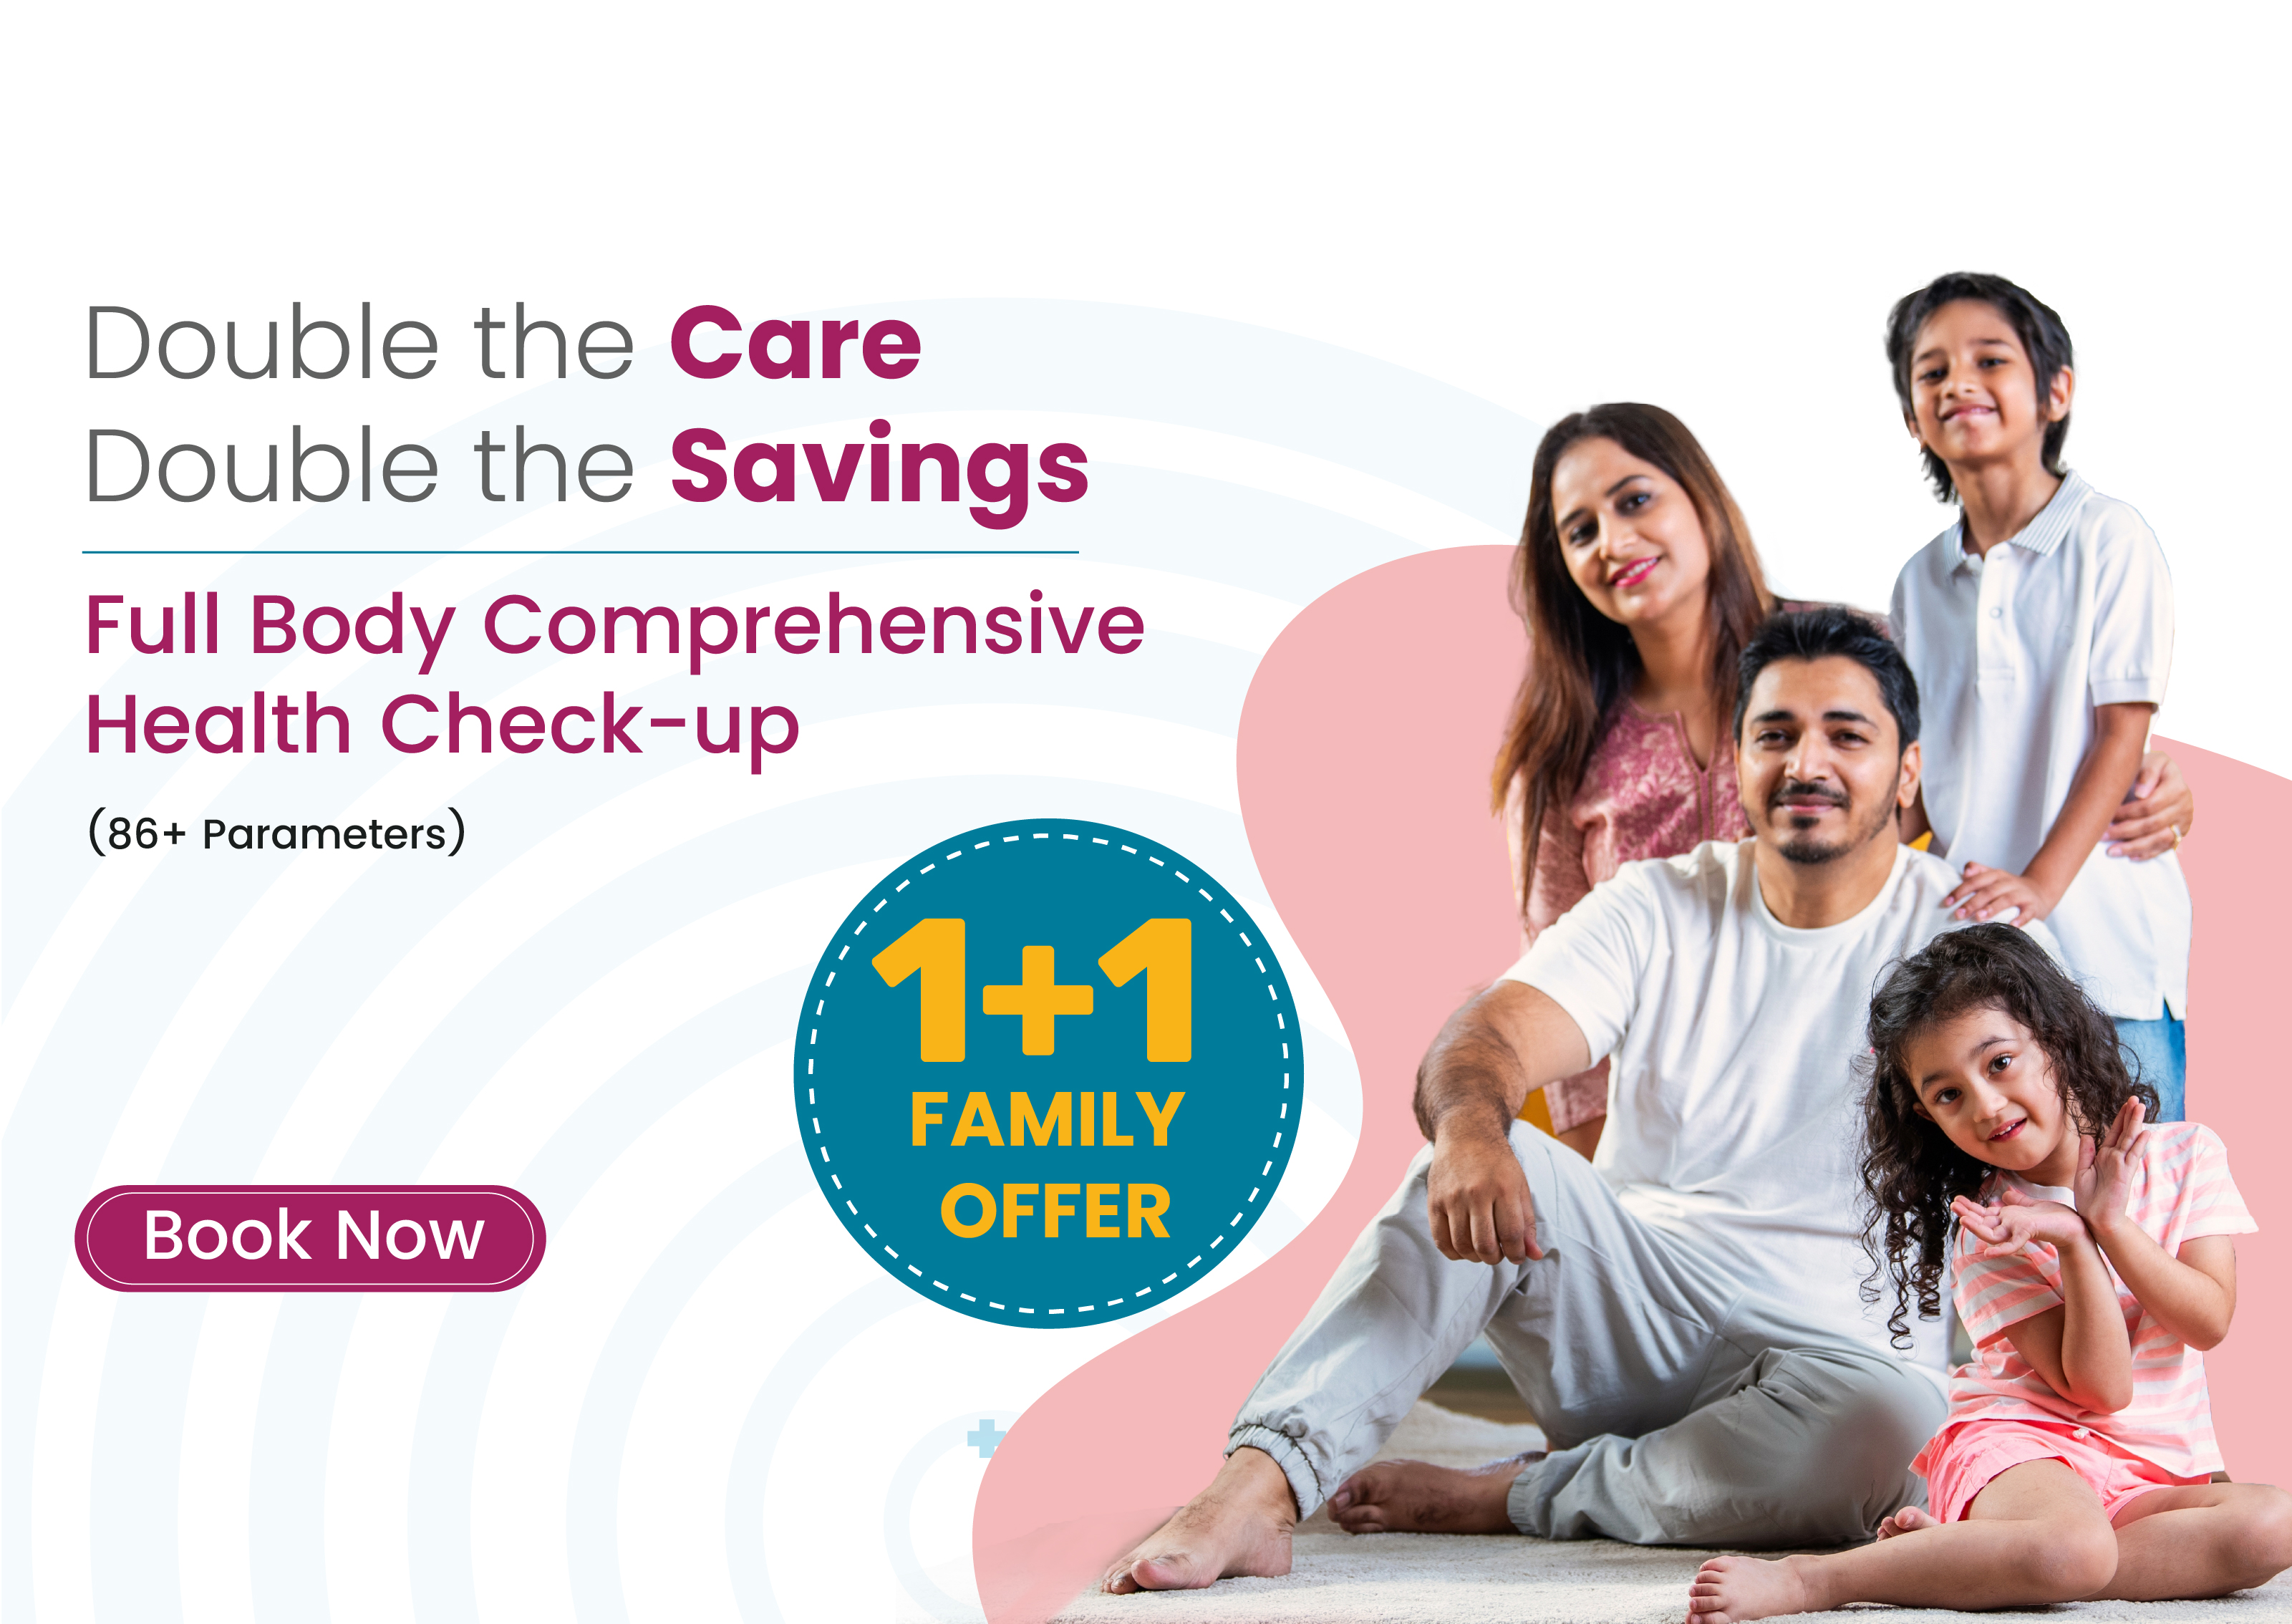 Double the Care
Double the Savings
Full Body Comprehensive
Health Check-up
(86+ Parameters)
1+1
FAMILY
OFFER
Book Now